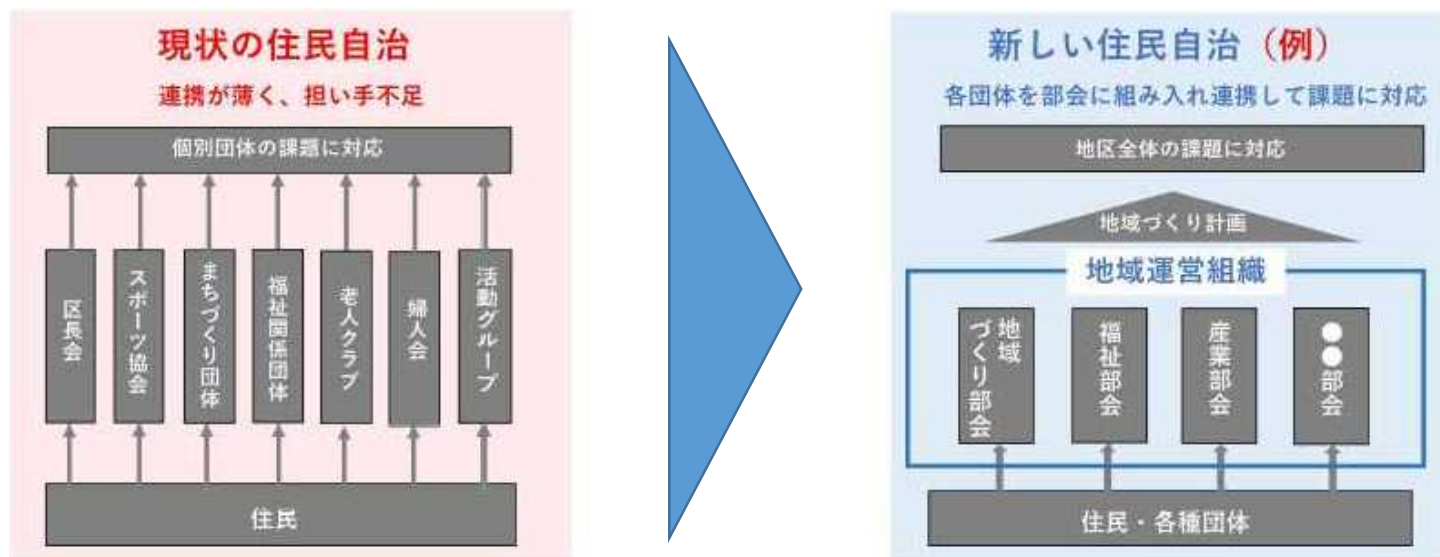 現状の住民自治
連携が薄く、担い手不足
個別団体の課題に対応
区長会
スポーツ協会
まちづくり団体
福祉関係団体
老人クラブ
婦人会
活動グループ
住民
新しい住民自治（例）
各団体を部会に組み入れ連携して課題に対応
地区全体の課題に対応
地域づくり計画
地域運営組織
地域
づくり部会
福祉部会
産業部会
●●部会
住民・各種団体